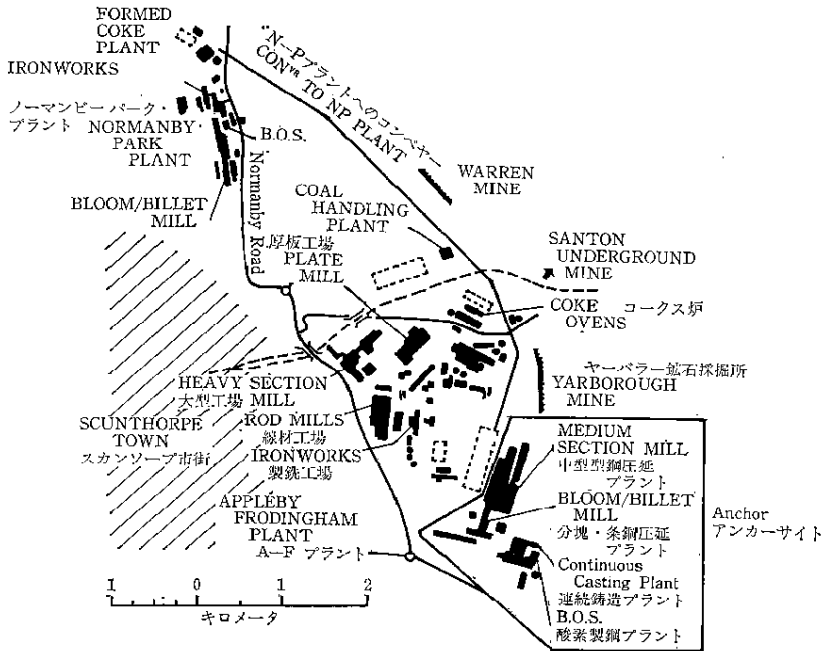 FORMED
COKE
PLANT
IRONWORKS
ノーマンビーパーク・
プラント NORMANBY·
PARK
PLANT
B.O.S.
BLOOM/BILLET
MILL
Normanby Road
N—Pプラントへのコンベヤー
CONVR TO NP PLANT
WARREN
MINE
COAL
HANDLING
PLANT
厚板工場
PLATE
MILL
SANTON
UNDERGROUND
MINE
COKE コークス炉
OVENS
HEAVY SECTION
大型工場 MILL
ROD MILLS
線材工場
IRONWORKS
製銑工場
SCUNTHORPE
TOWN
スカンソープ市街
ヤーバラー鉱石採掘所
YARBOROUGH
MINE
APPLEBY
FRODINGHAM
PLANT
A—F プラント
MEDIUM
SECTION MILL
中型型鋼圧延
プラント
BLOOM/BILLET
MILL
分塊・条鋼圧延
プラント
Continuous
Casting Plant
連続鋳造プラント
B.O.S.
酸素製鋼プラント
Anchor
アンカーサイト
1 0 1 2
キロメータ